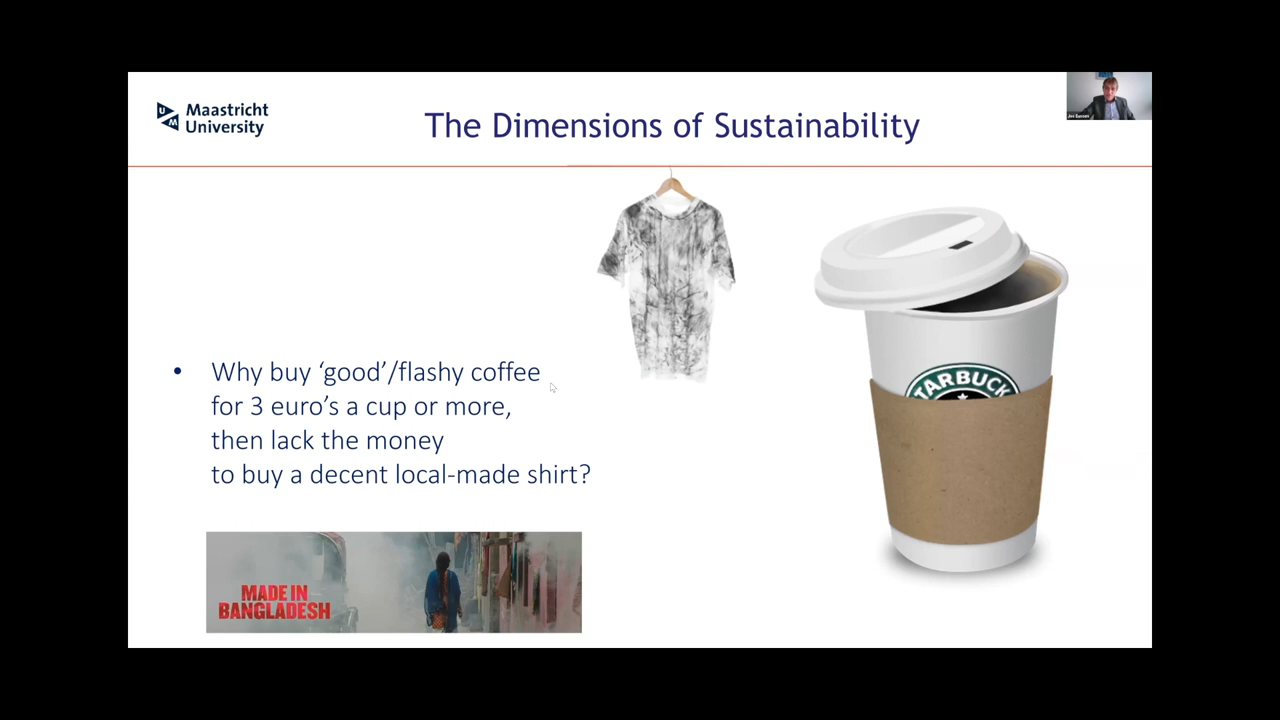 Maastricht
University
The Dimensions of Sustainability
• Why buy ‘good’/flashy coffee
for 3 euro’s a cup or more,
then lack the money
to buy a decent local-made shirt?
TARBUCK
MADE IN
BANGLADESH